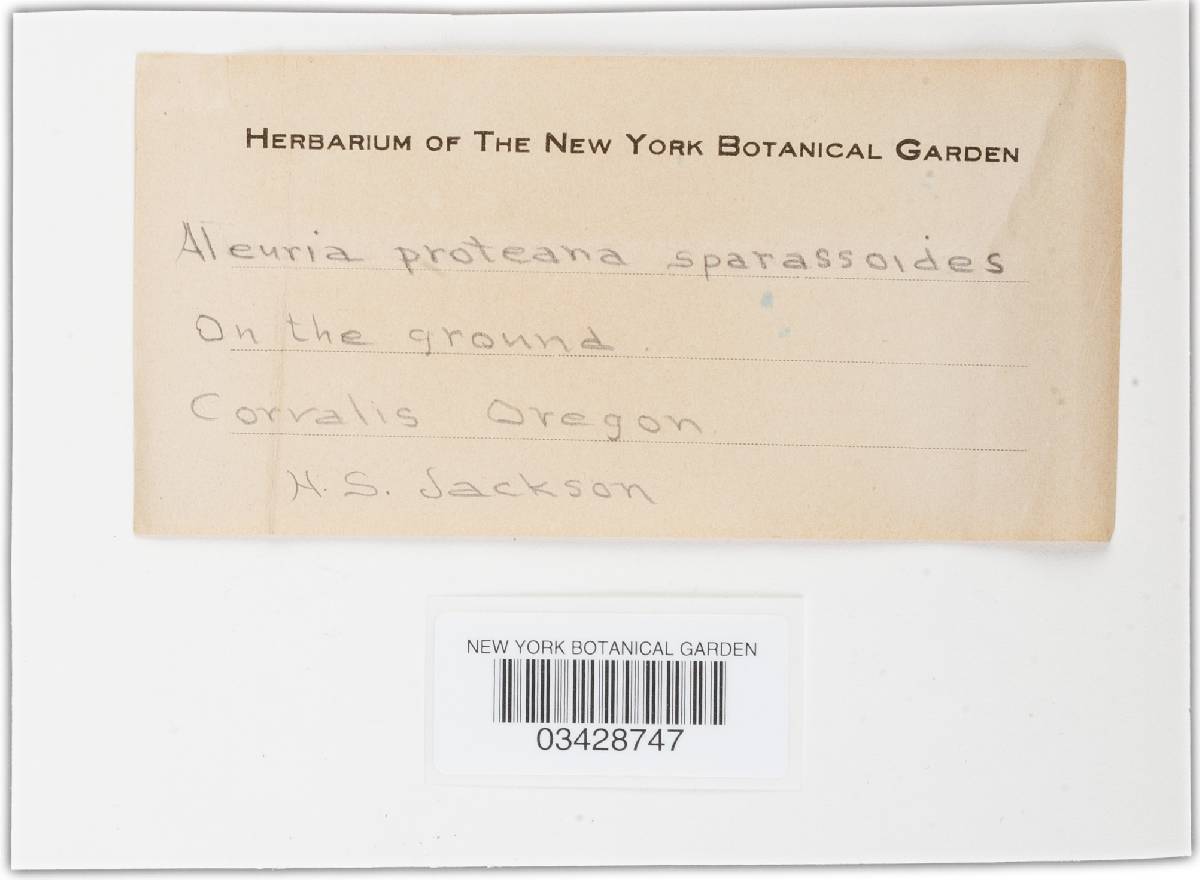 HERBARIUM OF THE NEW YORK BOTANICAL GARDEN
Aleuria proteana sparassoides
On the ground.
Corvalis Oregon.
H. S. Jackson
NEW YORK BOTANICAL GARDEN
03428747